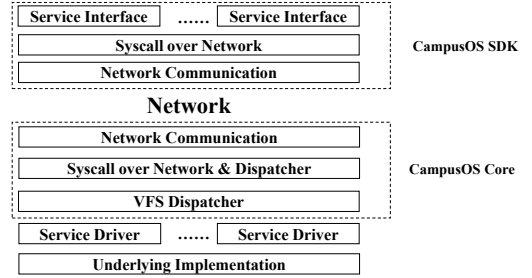 Service Interface ...... Service Interface
Syscall over Network
CampusOS SDK
Network Communication
Network
Network Communication
Syscall over Network & Dispatcher
CampusOS Core
VFS Dispatcher
Service Driver ...... Service Driver
Underlying Implementation